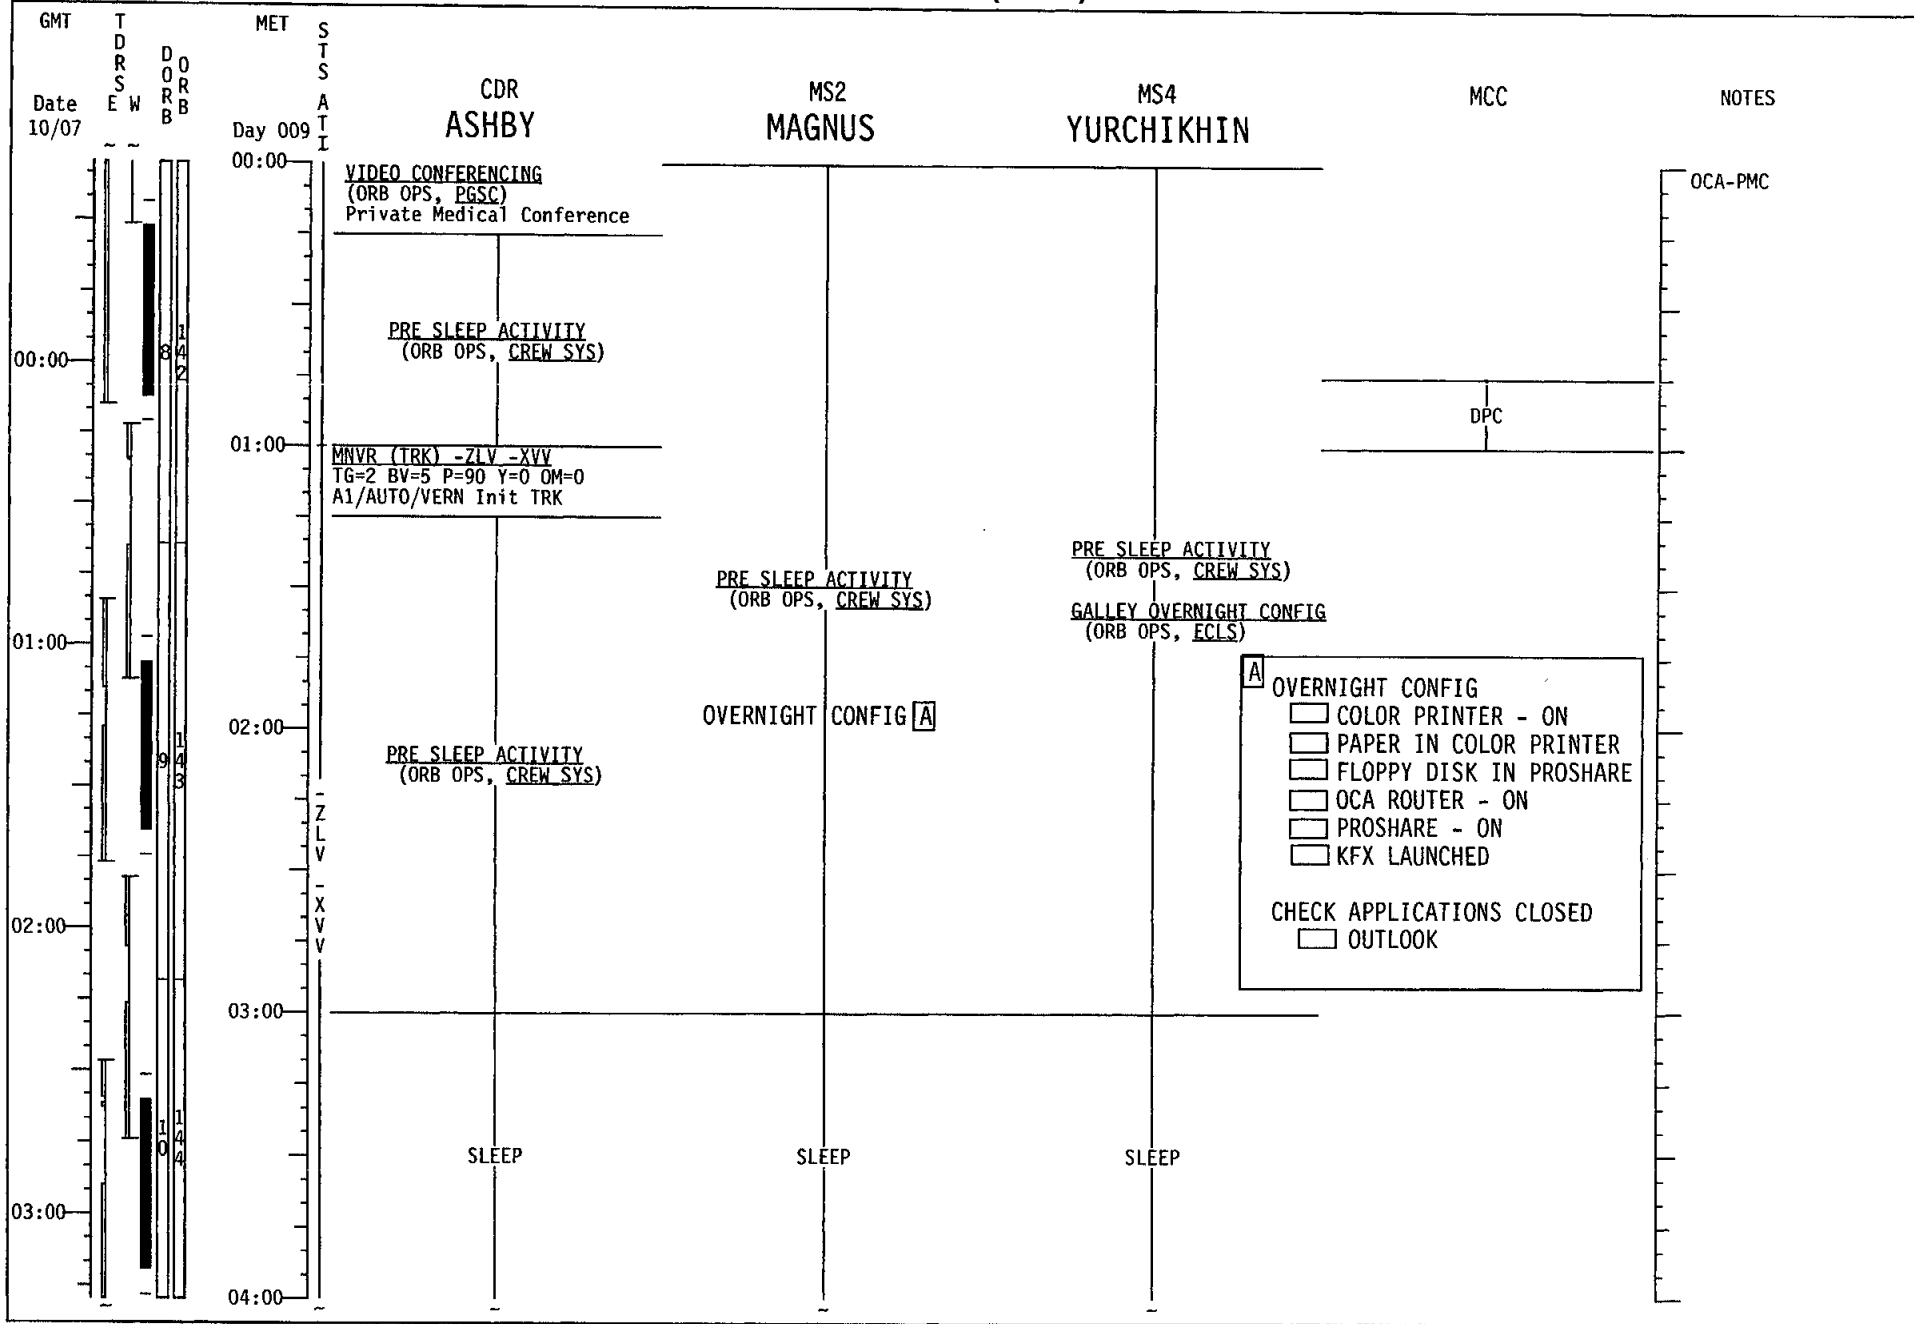 GMT
TDRS
E W
DORB
ORB
MET
STS ATT
Date
10/07
Day 009
CDR
ASHBY
MS2
MAGNUS
MS4
YURCHIKHIN
MCC
NOTES
00:00
VIDEO CONFERENCING
(ORB OPS, PGSC)
Private Medical Conference
OCA-PMC
PRE SLEEP ACTIVITY
(ORB OPS, CREW SYS)
00:00
8
142
DPC
01:00
MNVR (TRK) -ZLV -XVV
TG=2 BV=5 P=90 Y=0 OM=0
A1/AUTO/VERN Init TRK
PRE SLEEP ACTIVITY
(ORB OPS, CREW SYS)
PRE SLEEP ACTIVITY
(ORB OPS, CREW SYS)
GALLEY OVERNIGHT CONFIG
(ORB OPS, ECLS)
01:00
OVERNIGHT CONFIG A
02:00
9
143
PRE SLEEP ACTIVITY
(ORB OPS, CREW SYS)
A
OVERNIGHT CONFIG
COLOR PRINTER - ON
PAPER IN COLOR PRINTER
FLOPPY DISK IN PROSHARE
OCA ROUTER - ON
PROSHARE - ON
KFX LAUNCHED
CHECK APPLICATIONS CLOSED
OUTLOOK
-ZLV -XVV
02:00
03:00
10
144
SLEEP
SLEEP
SLEEP
03:00
04:00